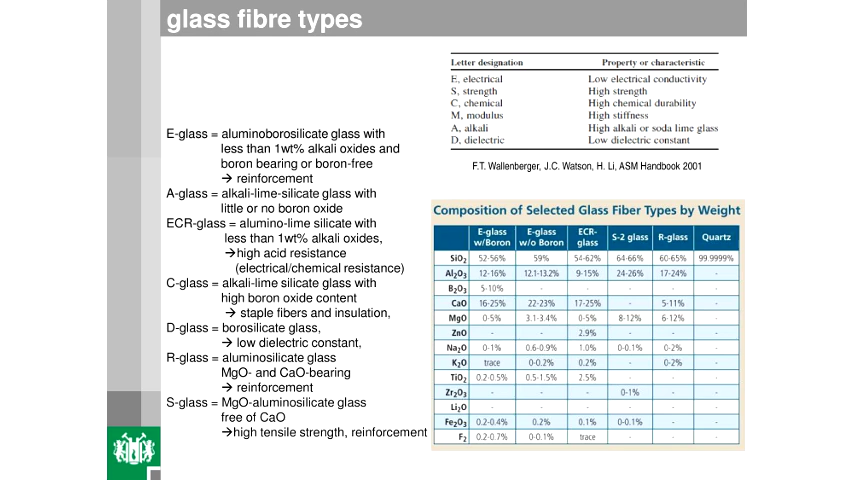 glass fibre types
Letter designation Property or characteristic
E, electrical Low electrical conductivity
S, strength High strength
C, chemical High chemical durability
M, modulus High stiffness
A, alkali High alkali or soda lime glass
D, dielectric Low dielectric constant
F.T. Wallenberger, J.C. Watson, H. Li, ASM Handbook 2001
E-glass = aluminoborosilicate glass with
less than 1wt% alkali oxides and
boron bearing or boron-free
→ reinforcement
A-glass = alkali-lime-silicate glass with
little or no boron oxide
ECR-glass = alumino-lime silicate with
less than 1wt% alkali oxides,
→high acid resistance
(electrical/chemical resistance)
C-glass = alkali-lime silicate glass with
high boron oxide content
→ staple fibers and insulation,
D-glass = borosilicate glass,
→ low dielectric constant,
R-glass = aluminosilicate glass
MgO- and CaO-bearing
→ reinforcement
S-glass = MgO-aluminosilicate glass
free of CaO
→high tensile strength, reinforcement
Composition of Selected Glass Fiber Types by Weight
E-glass w/Boron E-glass w/o Boron ECR-glass S-2 glass R-glass Quartz
SiO₂ 52-56% 59% 54-62% 64-66% 60-65% 99.9999%
Al₂O₃ 12-16% 12.1-13.2% 9-15% 24-26% 17-24% -
B₂O₃ 5-10% - - - - -
CaO 16-25% 22-23% 17-25% - 5-11% -
MgO 0-5% 3.1-3.4% 0-5% 8-12% 6-12% -
ZnO - - 2.9% - - -
Na₂O 0-1% 0.6-0.9% 1.0% 0-0.1% 0-2% -
K₂O trace 0-0.2% 0.2% - 0-2% -
TiO₂ 0.2-0.5% 0.5-1.5% 2.5% - - -
Zr₂O₃ - - - 0-1% - -
Li₂O - - - - - -
Fe₂O₃ 0.2-0.4% 0.2% 0.1% 0-0.1% - -
F₂ 0.2-0.7% 0-0.1% trace - - -